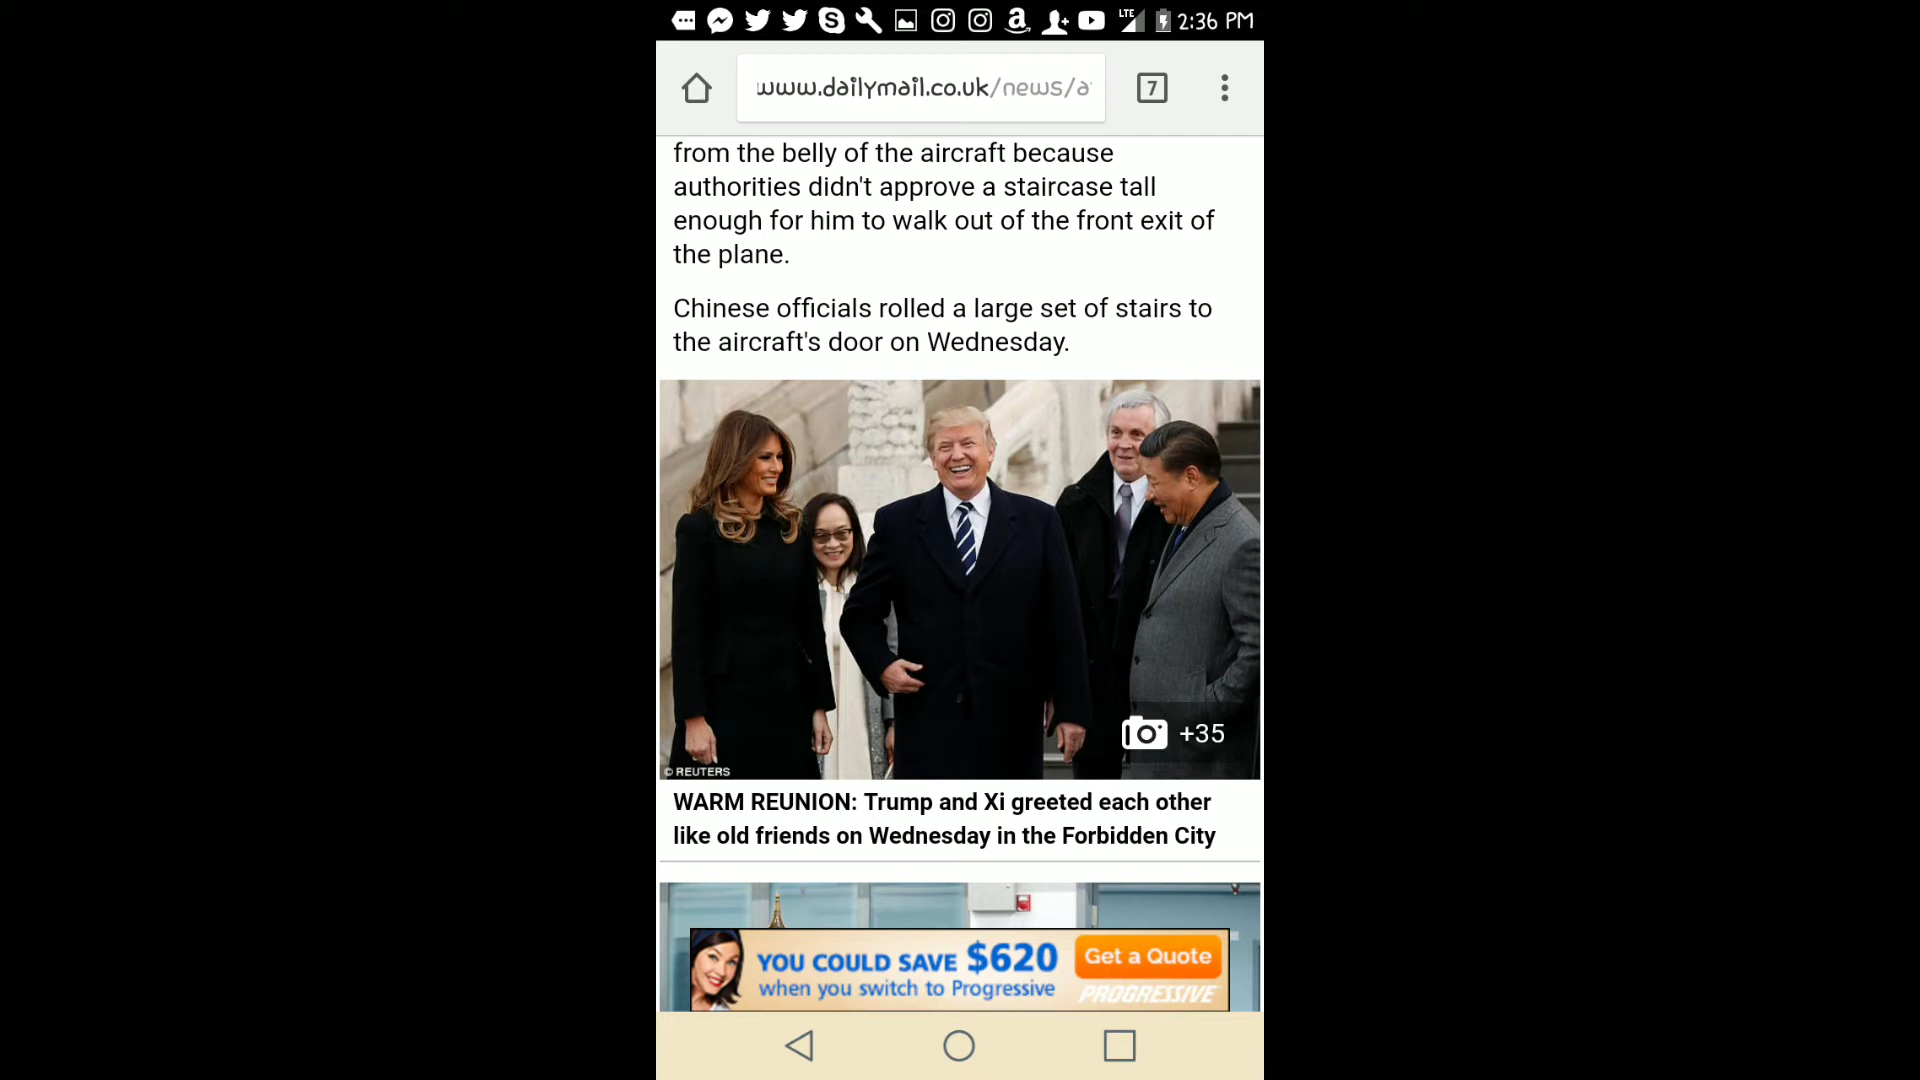 LTE 2:36 PM
www.dailymail.co.uk/news/a
7
from the belly of the aircraft because
authorities didn't approve a staircase tall
enough for him to walk out of the front exit of
the plane.
Chinese officials rolled a large set of stairs to
the aircraft's door on Wednesday.
+35
© REUTERS
WARM REUNION: Trump and Xi greeted each other
like old friends on Wednesday in the Forbidden City
YOU COULD SAVE $620
when you switch to Progressive
Get a Quote
PROGRESSIVE